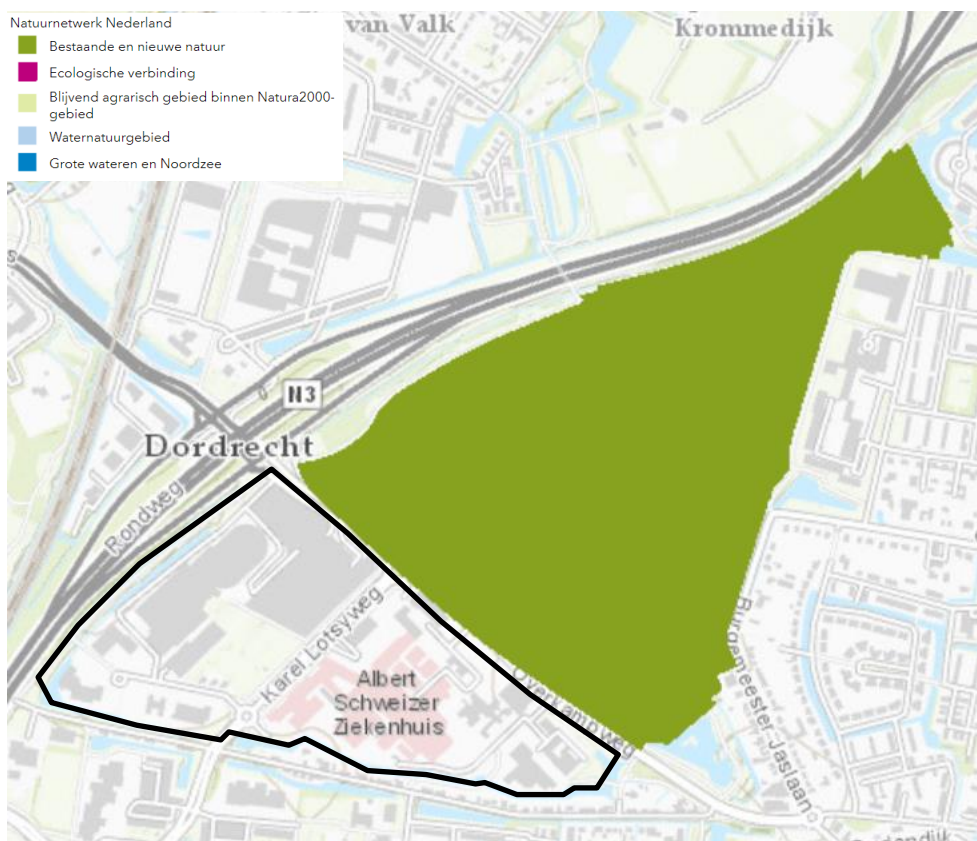 Natuurnetwerk Nederland
Bestaande en nieuwe natuur
Ecologische verbinding
Blijvend agrarisch gebied binnen Natura2000-
gebied
Waternatuurgebied
Grote wateren en Noordzee
van Valk
Krommedijk
s
N3
Dordrecht
Rondweg
Karel Lotsyweg
Albert
Schweizer
Ziekenhuis
Overkampweg
Burgemeester Jaslaan